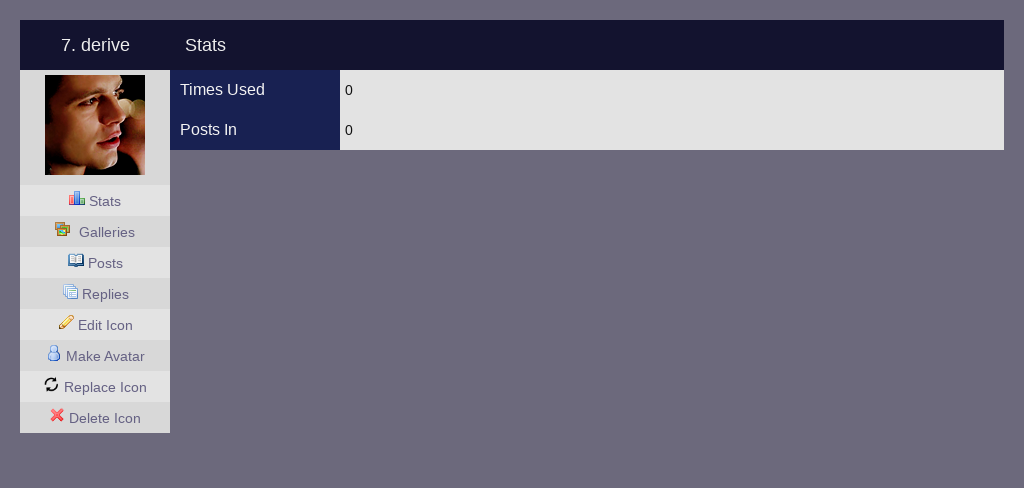 7. derive
Stats
Times Used
0
Posts In
0
Stats
Galleries
Posts
Replies
Edit Icon
Make Avatar
Replace Icon
Delete Icon